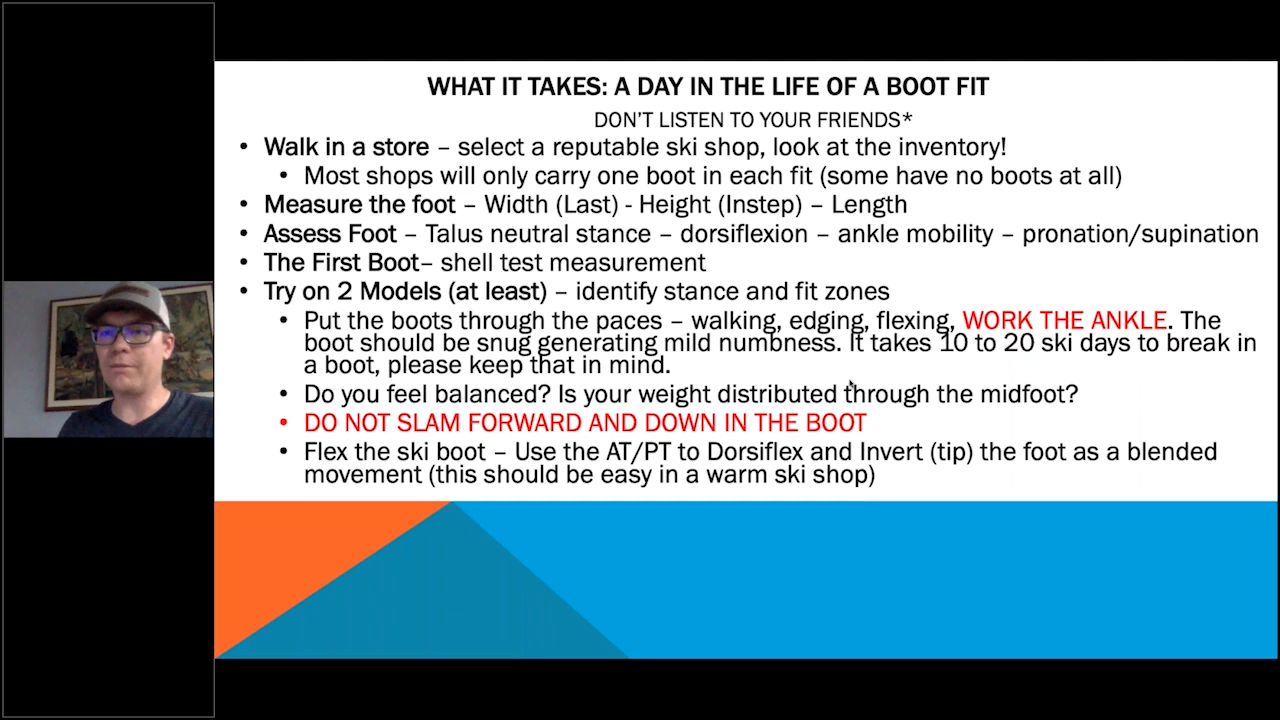 WHAT IT TAKES: A DAY IN THE LIFE OF A BOOT FIT
DON'T LISTEN TO YOUR FRIENDS*
• Walk in a store – select a reputable ski shop, look at the inventory!
• Most shops will only carry one boot in each fit (some have no boots at all)
• Measure the foot – Width (Last) - Height (Instep) – Length
• Assess Foot – Talus neutral stance – dorsiflexion – ankle mobility – pronation/supination
• The First Boot– shell test measurement
• Try on 2 Models (at least) – identify stance and fit zones
• Put the boots through the paces – walking, edging, flexing, WORK THE ANKLE. The
boot should be snug generating mild numbness. It takes 10 to 20 ski days to break in
a boot, please keep that in mind.
• Do you feel balanced? Is your weight distributed through the midfoot?
• DO NOT SLAM FORWARD AND DOWN IN THE BOOT
• Flex the ski boot – Use the AT/PT to Dorsiflex and Invert (tip) the foot as a blended
movement (this should be easy in a warm ski shop)